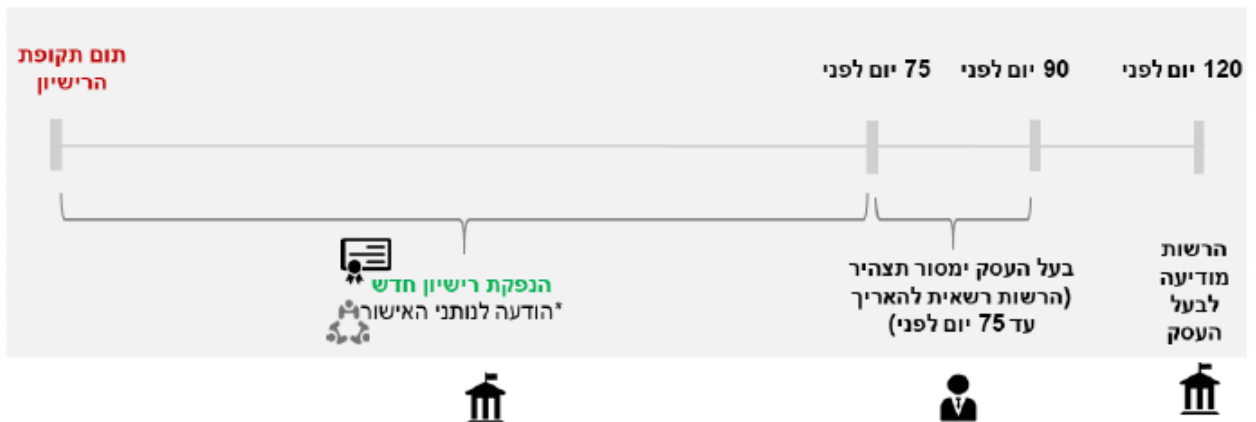 120 יום לפני
90 יום לפני
75 יום לפני
תום תקופת
הרישיון
הרשות
מודיעה
לבעל
העסק
בעל העסק ימסור תצהיר
(הרשות רשאית להאריך
עד 75 יום לפני)
הנפקת רישיון חדש
*הודעה לנותני האישור